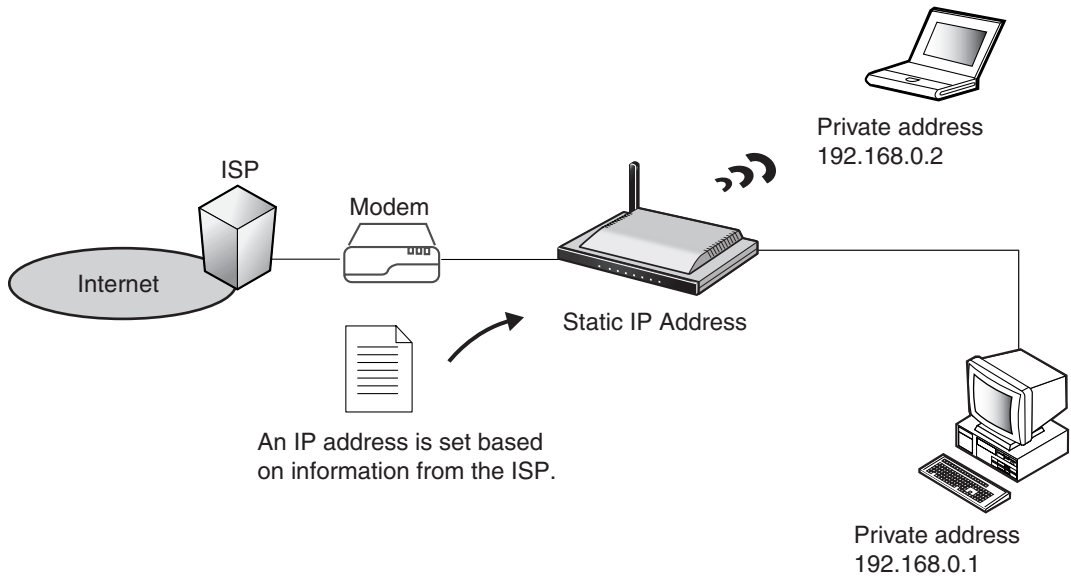 Private address
192.168.0.2
ISP
Modem
Internet
Static IP Address
An IP address is set based
on information from the ISP.
Private address
192.168.0.1